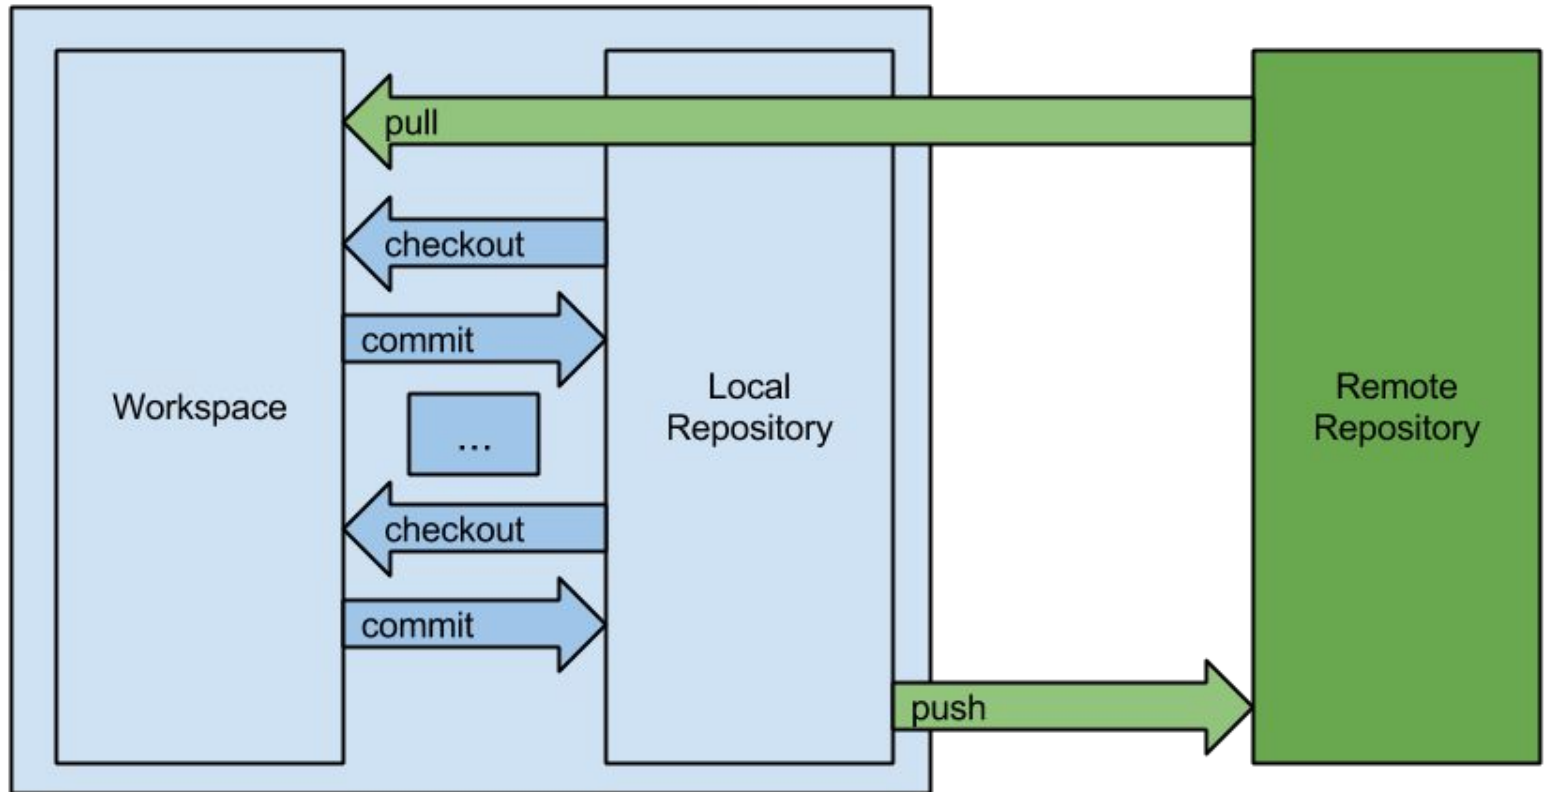 pull
checkout
commit
Workspace
...
Local
Repository
Remote
Repository
checkout
commit
push